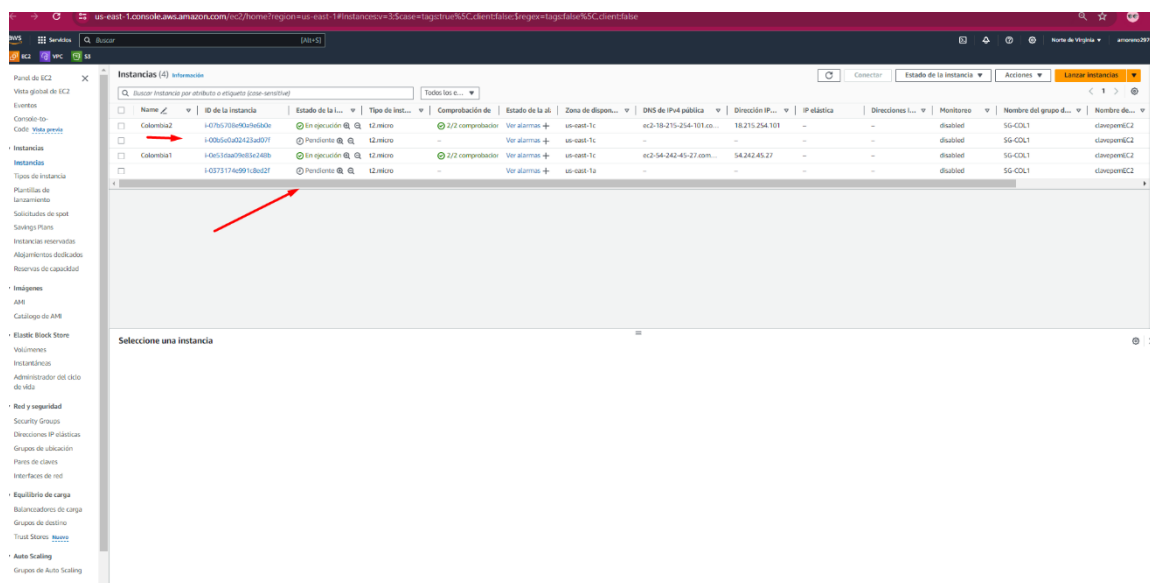 us-east-1.console.aws.amazon.com/ec2/home?region=us-east-1#Instances:v=3;$case=tags:true%5C,client:false;$regex=tags:false%5C,client:false
aws Servicios Buscar [Alt+S] Norte de Virginia
EC2 VPC S3
Panel de EC2
Vista global de EC2
Eventos
Console-to-
Code Vista previa
Instancias
Instancias
Tipos de instancia
Plantillas de
lanzamiento
Solicitudes de spot
Savings Plans
Instancias reservadas
Alojamientos dedicados
Reservas de capacidad
Imágenes
AMI
Catálogo de AMI
Elastic Block Store
Volúmenes
Instantáneas
Administrador del ciclo
de vida
Red y seguridad
Security Groups
Direcciones IP elásticas
Grupos de ubicación
Pares de claves
Interfaces de red
Equilibrio de carga
Balanceadores de carga
Grupos de destino
Trust Stores Nuevo
Auto Scaling
Grupos de Auto Scaling
Instancias (4) Información
Conectar Estado de la instancia Acciones Lanzar instancias
Buscar Instancia por atributo o etiqueta (case-sensitive) Todos los e... 1
Name ID de la instancia Estado de la i... Tipo de inst... Comprobación de Estado de la al Zona de dispon... DNS de IPv4 pública Dirección IP... IP elástica Direcciones I... Monitoreo Nombre del grupo d... Nombre de...
Colombia2 i-07b5708e90a9e6b0e En ejecución t2.micro 2/2 comprobacion Ver alarmas + us-east-1c ec2-18-215-254-101.co... 18.215.254.101 – – disabled SG-COL1 clavepemEC2
i-00b5e0a02423ad07f Pendiente t2.micro – Ver alarmas + us-east-1c – – – – disabled SG-COL1 clavepemEC2
Colombia1 i-0e53daa09e83e248b En ejecución t2.micro 2/2 comprobacion Ver alarmas + us-east-1c ec2-54-242-45-27.com... 54.242.45.27 – – disabled SG-COL1 clavepemEC2
i-0373174e991c8ed2f Pendiente t2.micro – Ver alarmas + us-east-1a – – – – disabled SG-COL1 clavepemEC2
Seleccione una instancia